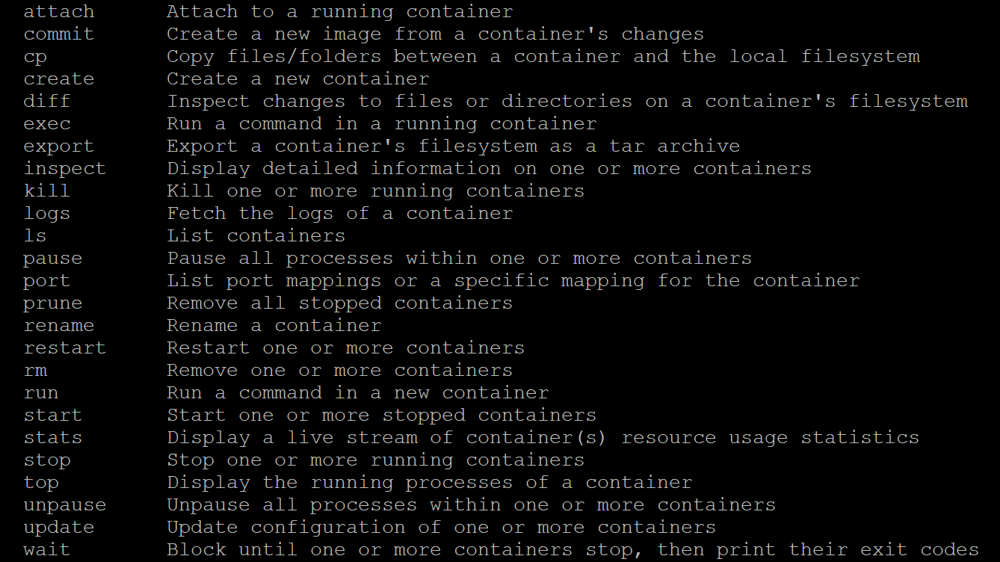 attach      Attach to a running container
commit      Create a new image from a container's changes
cp          Copy files/folders between a container and the local filesystem
create      Create a new container
diff        Inspect changes to files or directories on a container's filesystem
exec        Run a command in a running container
export      Export a container's filesystem as a tar archive
inspect     Display detailed information on one or more containers
kill        Kill one or more running containers
logs        Fetch the logs of a container
ls          List containers
pause       Pause all processes within one or more containers
port        List port mappings or a specific mapping for the container
prune       Remove all stopped containers
rename      Rename a container
restart     Restart one or more containers
rm          Remove one or more containers
run         Run a command in a new container
start       Start one or more stopped containers
stats       Display a live stream of container(s) resource usage statistics
stop        Stop one or more running containers
top         Display the running processes of a container
unpause     Unpause all processes within one or more containers
update      Update configuration of one or more containers
wait        Block until one or more containers stop, then print their exit codes